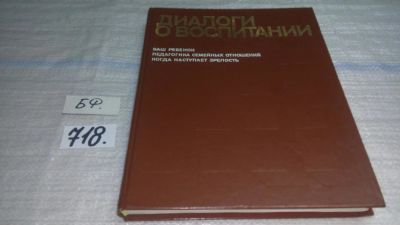 ДИАЛОГИ
О ВОСПИТАНИИ
ВАШ РЕБЕНОК
ПЕДАГОГИКА СЕМЕЙНЫХ ОТНОШЕНИЙ
КОГДА НАСТУПАЕТ ЗРЕЛОСТЬ
БФ.
718.